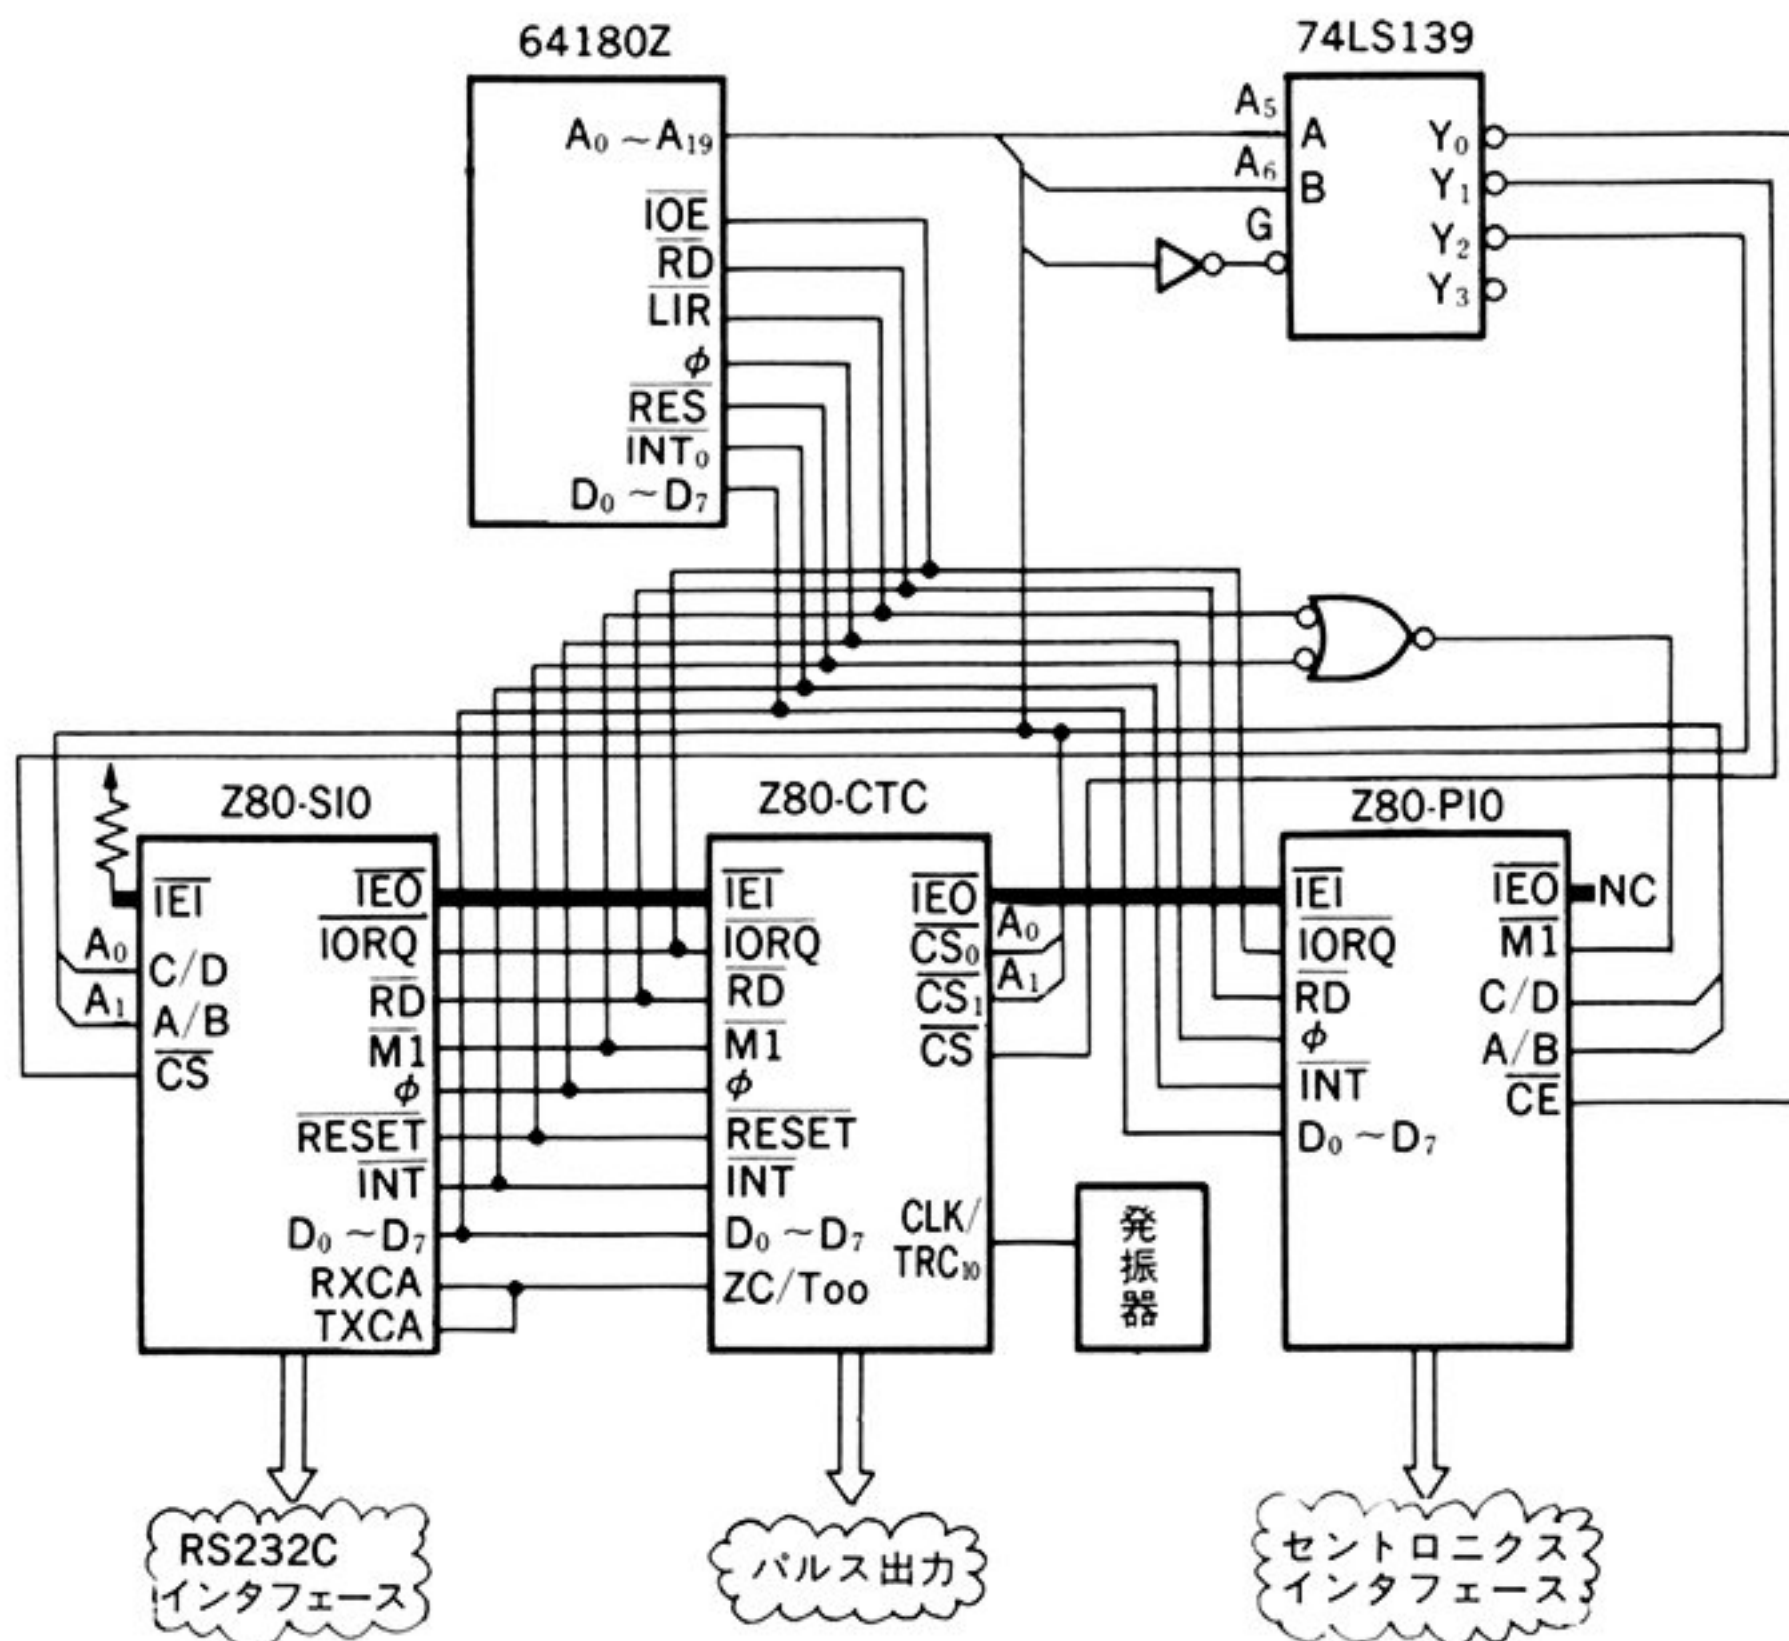 64180Z
A₀ ~A₁₉
IOE
RD
LIR
φ
RES
INT₀
D₀ ~D₇
74LS139
A₅
A
A₆
B
G
Y₀
Y₁
Y₂
Y₃
Z80-SIO
IEI
A₀
C/D
A₁
A/B
CS
IEO
IORQ
RD
M1
φ
RESET
INT
D₀ ~D₇
RXCA
TXCA
Z80-CTC
IEI
IORQ
RD
M1
φ
RESET
INT
D₀ ~D₇
ZC/Too
IEO
A₀
CS₀
A₁
CS₁
CS
CLK/
TRC₁₀
発
振
器
Z80-PIO
IEI
IORQ
RD
φ
INT
D₀ ~D₇
IEO
NC
M1
C/D
A/B
CE
RS232C
インタフェース
パルス出力
セントロニクス
インタフェース